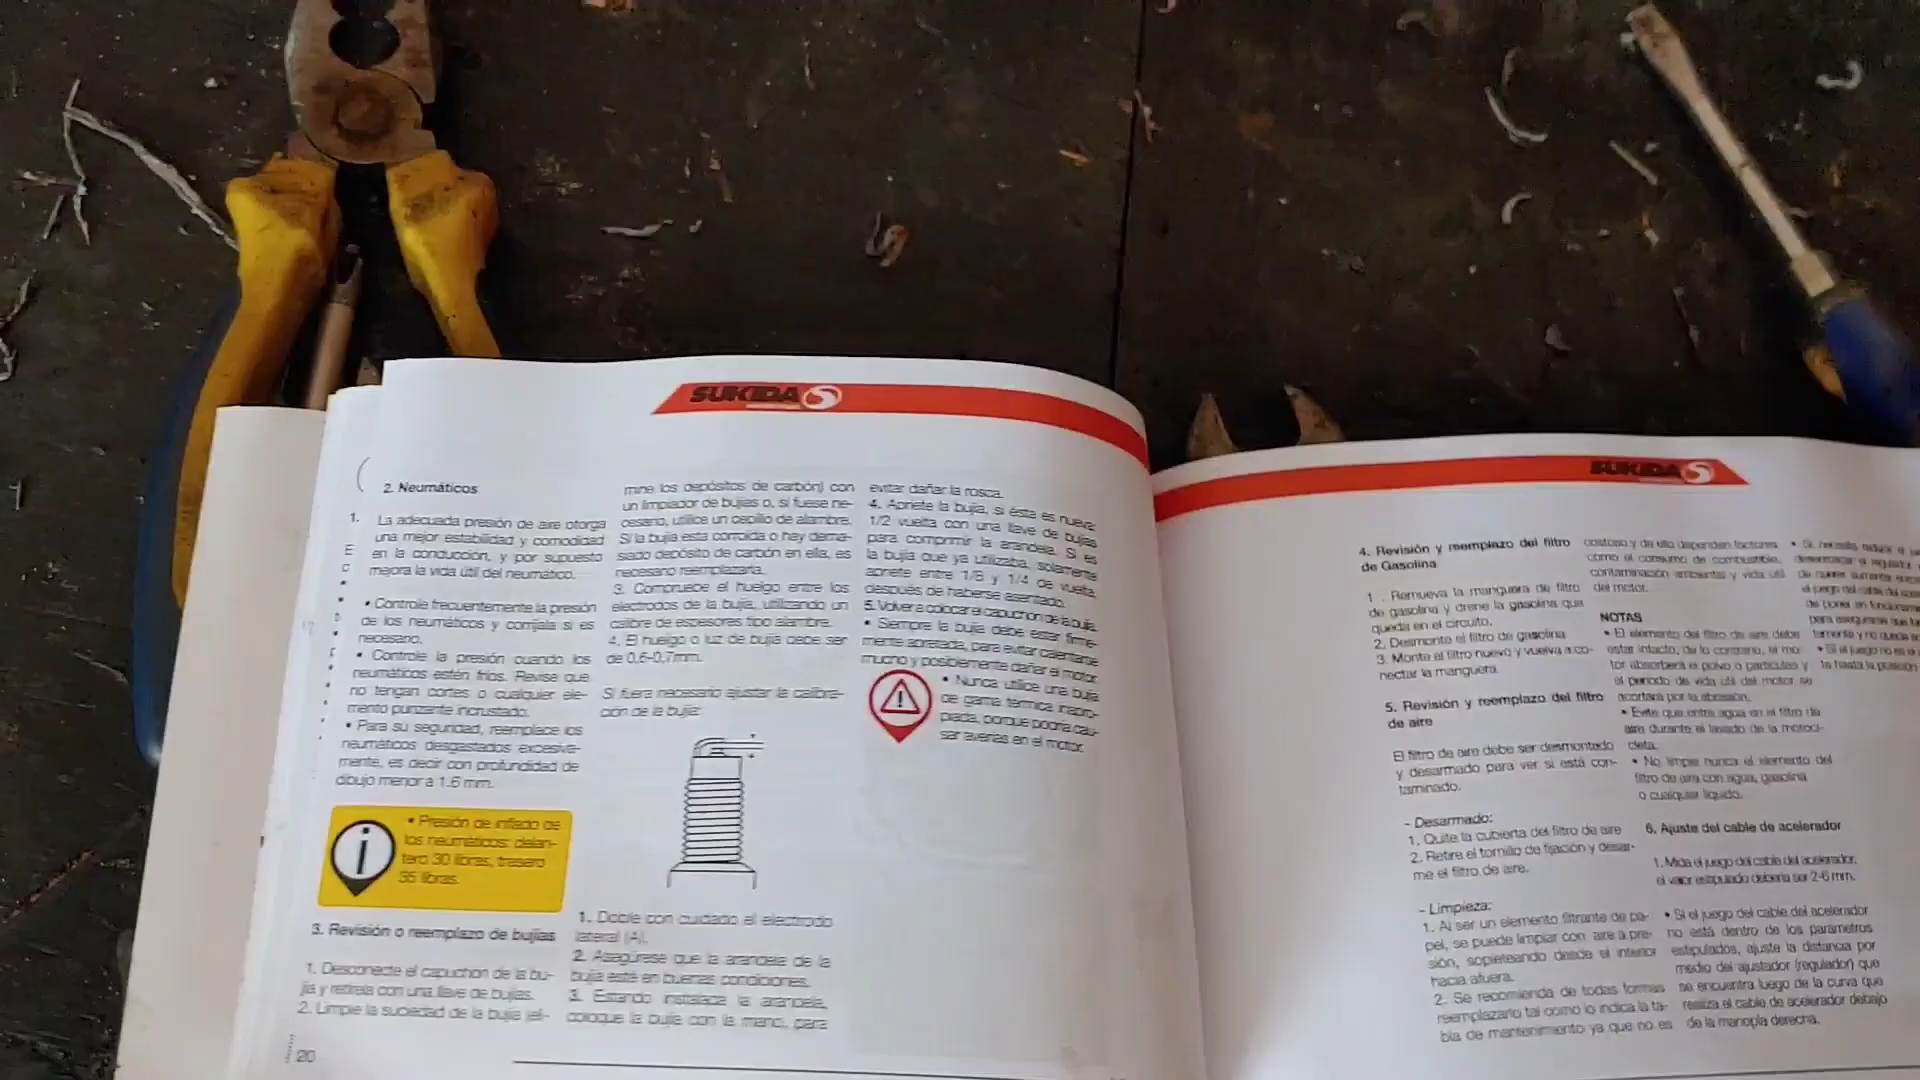 SUKIDA
2. Neumáticos
1.
La adecuada presión de aire otorga
una mejor estabilidad y comodidad
en la conducción, y por supuesto
mejora la vida útil del neumático.
• Controle frecuentemente la presión
de los neumáticos y corríjala si es
necesario.
• Controle la presión cuando los
neumáticos estén fríos. Revise que
no tengan cortes o cualquier ele-
mento punzante incrustado.
• Para su seguridad, reemplace los
neumáticos desgastados excesiva-
mente, es decir con profundidad de
dibujo menor a 1.6 mm.
• Presión de inflado de
los neumáticos: delan-
tero 30 libras, trasero
35 libras.
3. Revisión o reemplazo de bujías
1. Desconecte el capuchón de la bu-
jía y retírela con una llave de bujías.
2. Limpie la suciedad de la bujía (eli-
mine los depósitos de carbón) con
un limpiador de bujías o, si fuese ne-
cesario, utilice un cepillo de alambre.
Si la bujía está corroída o hay dema-
siado depósito de carbón en ella, es
necesario reemplazarla.
3. Compruebe el huelgo entre los
electrodos de la bujía, utilizando un
calibre de espesores tipo alambre.
4. El huelgo o luz de bujía debe ser
de 0,6-0,7mm.
Si fuera necesario ajustar la calibra-
ción de la bujía:
1. Doble con cuidado el electrodo
lateral (A).
2. Asegúrese que la arandela de la
bujía esté en buenas condiciones.
3. Estando instalada la arandela,
coloque la bujía con la mano, para
evitar dañar la rosca.
4. Apriete la bujía, si ésta es nueva:
1/2 vuelta con una llave de bujías
para comprimir la arandela. Si es
la bujía que ya utilizaba, solamente
apriete entre 1/8 y 1/4 de vuelta,
después de haberse asentado.
5. Volver a colocar el capuchón de la bujía.
• Siempre la bujía debe estar firme-
mente apretada, para evitar calentarse
mucho y posiblemente dañar el motor.
• Nunca utilice una bujía
de gama térmica inapro-
piada, porque podría cau-
sar averías en el motor.
20
SUKIDA
4. Revisión y reemplazo del filtro
de Gasolina
1. Remueva la manguera de filtro
de gasolina y drene la gasolina que
queda en el circuito.
2. Desmonte el filtro de gasolina
3. Monte el filtro nuevo y vuelva a co-
nectar la manguera.
5. Revisión y reemplazo del filtro
de aire
El filtro de aire debe ser desmontado
y desarmado para ver si está con-
taminado.
- Desarmado:
1. Quite la cubierta del filtro de aire
2. Retire el tornillo de fijación y desar-
me el filtro de aire.
- Limpieza:
1. Al ser un elemento filtrante de pa-
pel, se puede limpiar con aire a pre-
sión, sopleteando desde el interior
hacia afuera.
2. Se recomienda de todas formas
reemplazarlo tal como lo indica la ta-
bla de mantenimiento ya que no es
costoso y de ello dependen factores
como el consumo de combustible,
contaminación ambiental y vida útil
del motor.
NOTAS
• El elemento del filtro de aire debe
estar intacto, de lo contrario, el mo-
tor absorberá el polvo o partículas y
el periodo de vida útil del motor se
acortará por la abrasión.
• Evite que entre agua en el filtro de
aire durante el lavado de la motoci-
cleta.
• No limpie nunca el elemento del
filtro de aire con agua, gasolina
o cualquier líquido.
6. Ajuste del cable de acelerador
1. Mida el juego del cable del acelerador,
el valor estipulado debería ser 2-6 mm.
• Si el juego del cable del acelerador
no está dentro de los parámetros
estipulados, ajuste la distancia por
medio del ajustador (regulador) que
se encuentra luego de la curva que
realiza el cable de acelerador debajo
de la manopla derecha.
• Si necesita reducir el